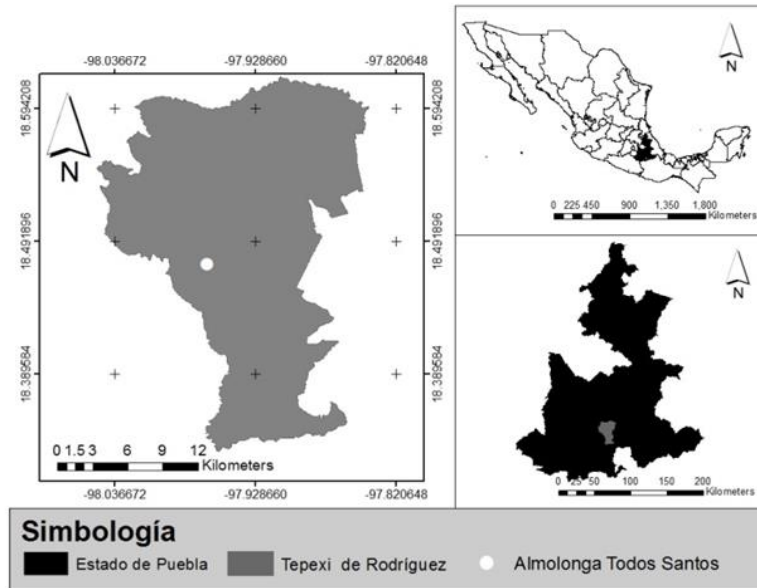 -98.036672 -97.928660 -97.820648
18.594208 18.594208
N
18.491896 18.491896
18.389584 18.389584
0 1.5 3 6 9 12
Kilometers
-98.036672 -97.928660 -97.820648
N
0 225 450 900 1,350 1,800
Kilometers
N
0 25 50 100 150 200
Kilometers
Simbología
Estado de Puebla Tepexi de Rodríguez Almolonga Todos Santos